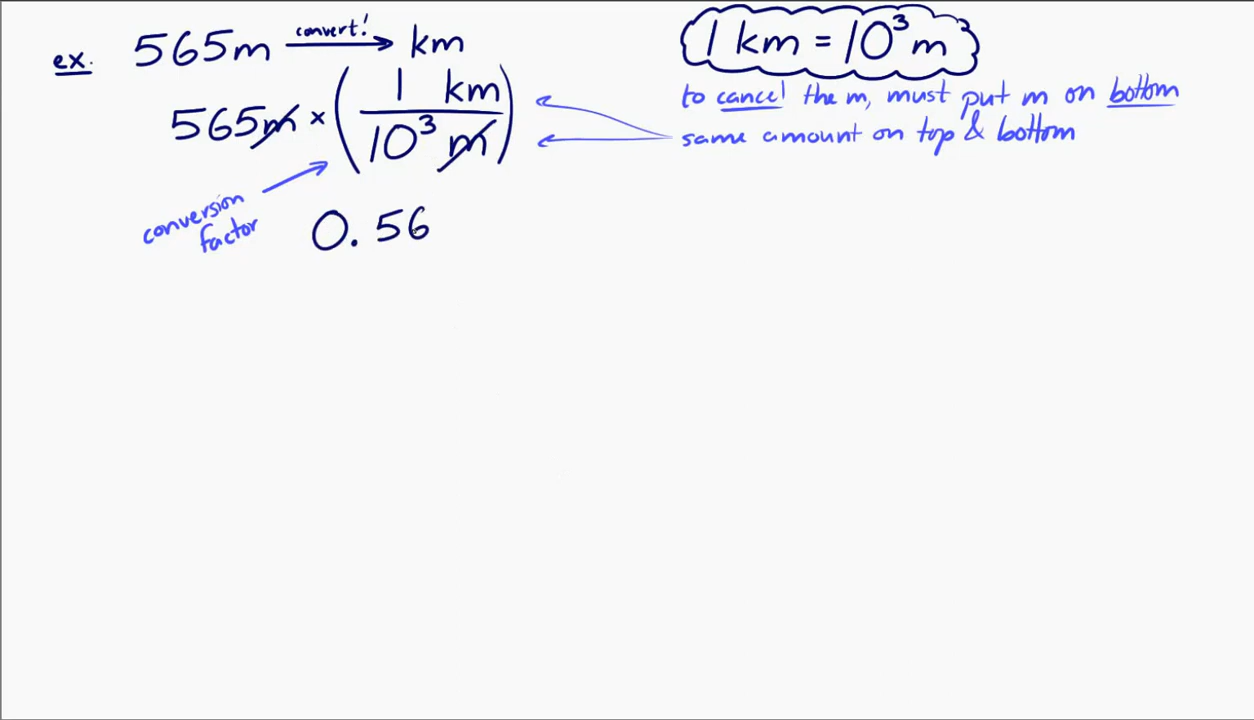 ex. 565m convert! km
1 km = 10³ m
565m × ( 1 km / 10³ m )
to cancel the m, must put m on bottom
same amount on top & bottom
conversion
factor
0.56